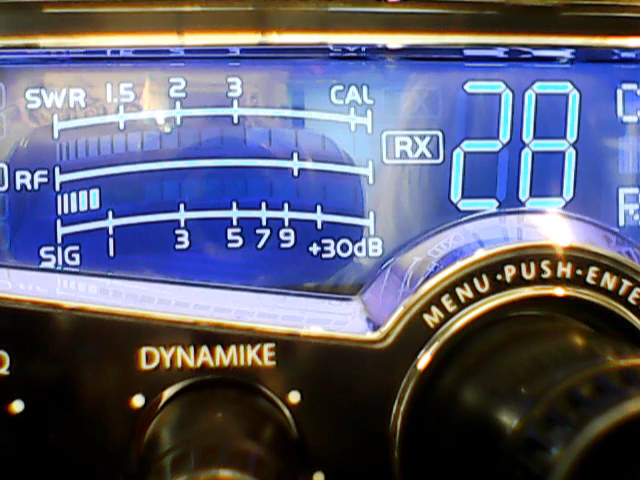 SWR 1.5 2 3 CAL
RX
28
RF
SIG 1 3 5 7 9 +30dB
MENU·PUSH·ENTE
DYNAMIKE
Q